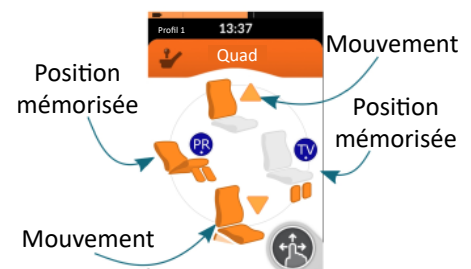 Profil 1 13:37
Quad
Mouvement
Position
mémorisée
Position
mémorisée
PR
TV
Mouvement